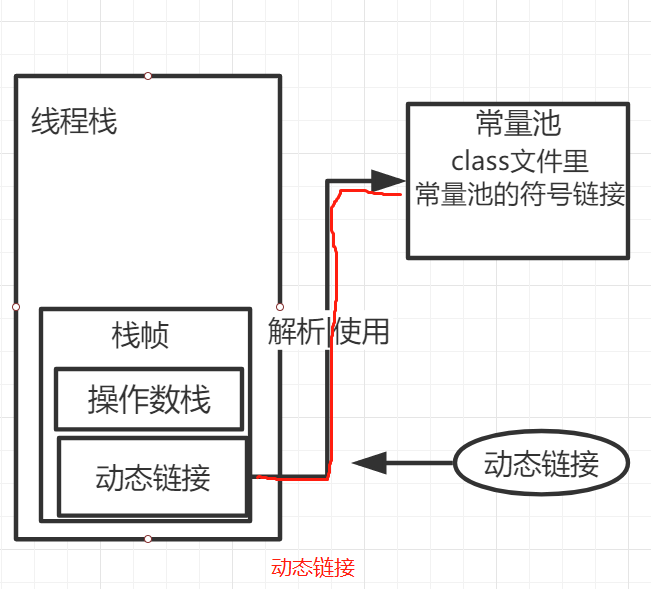 线程栈
常量池
class文件里
常量池的符号链接
栈帧
解析|使用
操作数栈
动态链接
动态链接
动态链接